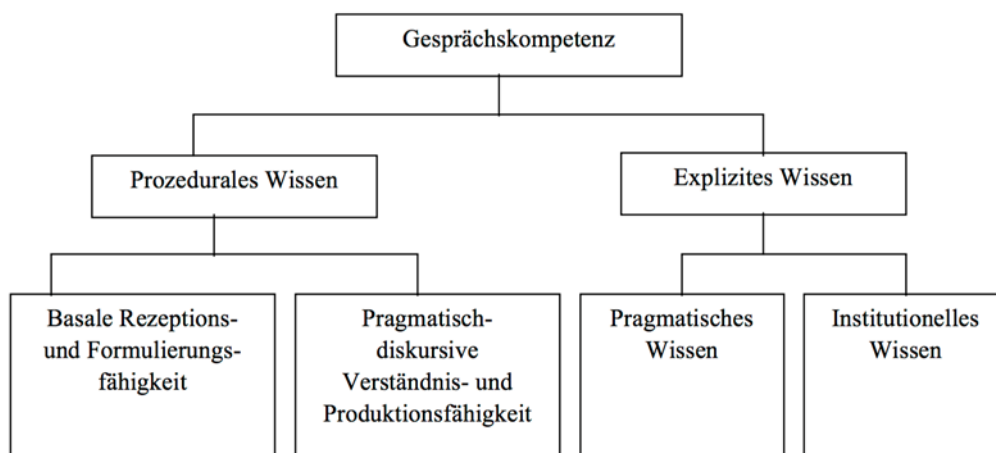 Gesprächskompetenz
Prozedurales Wissen
Explizites Wissen
Basale Rezeptions-
und Formulierungs-
fähigkeit
Pragmatisch-
diskursive
Verständnis- und
Produktionsfähigkeit
Pragmatisches
Wissen
Institutionelles
Wissen